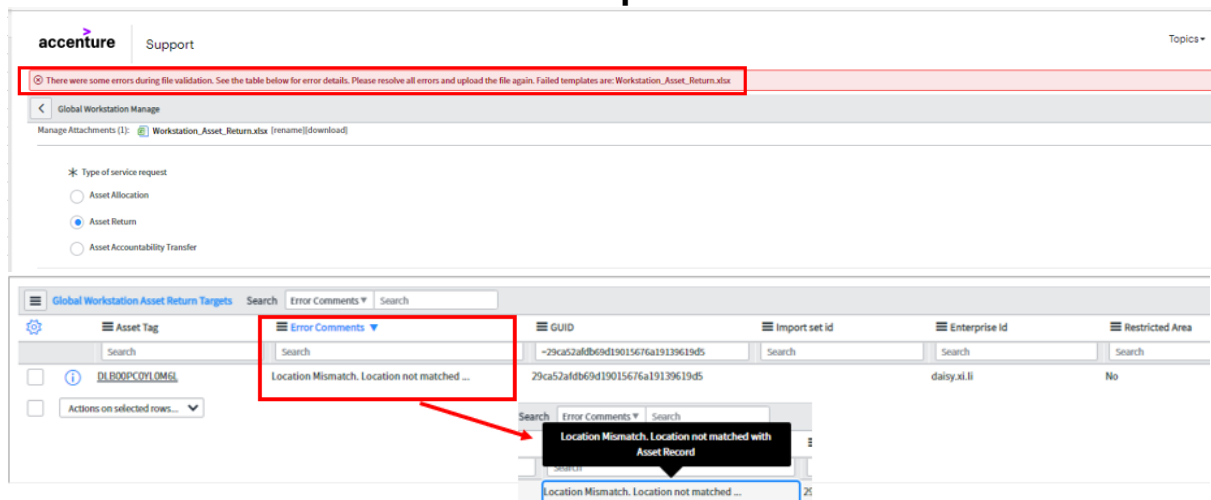 accenture
Support
Topics
There were some errors during file validation. See the table below for error details. Please resolve all errors and upload the file again. Failed templates are: Workstation_Asset_Return.xlsx
Global Workstation Manage
Manage Attachments (1): Workstation_Asset_Return.xlsx [rename][download]
Type of service request
Asset Allocation
Asset Return
Asset Accountability Transfer
Global Workstation Asset Return Targets Search Error Comments Search
Asset Tag Error Comments GUID Import set id Enterprise Id Restricted Area
Search Search =29ca52afdb69d19015676a19139619d5 Search Search Search
DLB00PC0YL0M6L Location Mismatch. Location not matched ... 29ca52afdb69d19015676a19139619d5 daisy.xi.li No
Actions on selected rows...
Search Error Comments Search
Location Mismatch. Location not matched with
Asset Record
Search
Location Mismatch. Location not matched ... 29